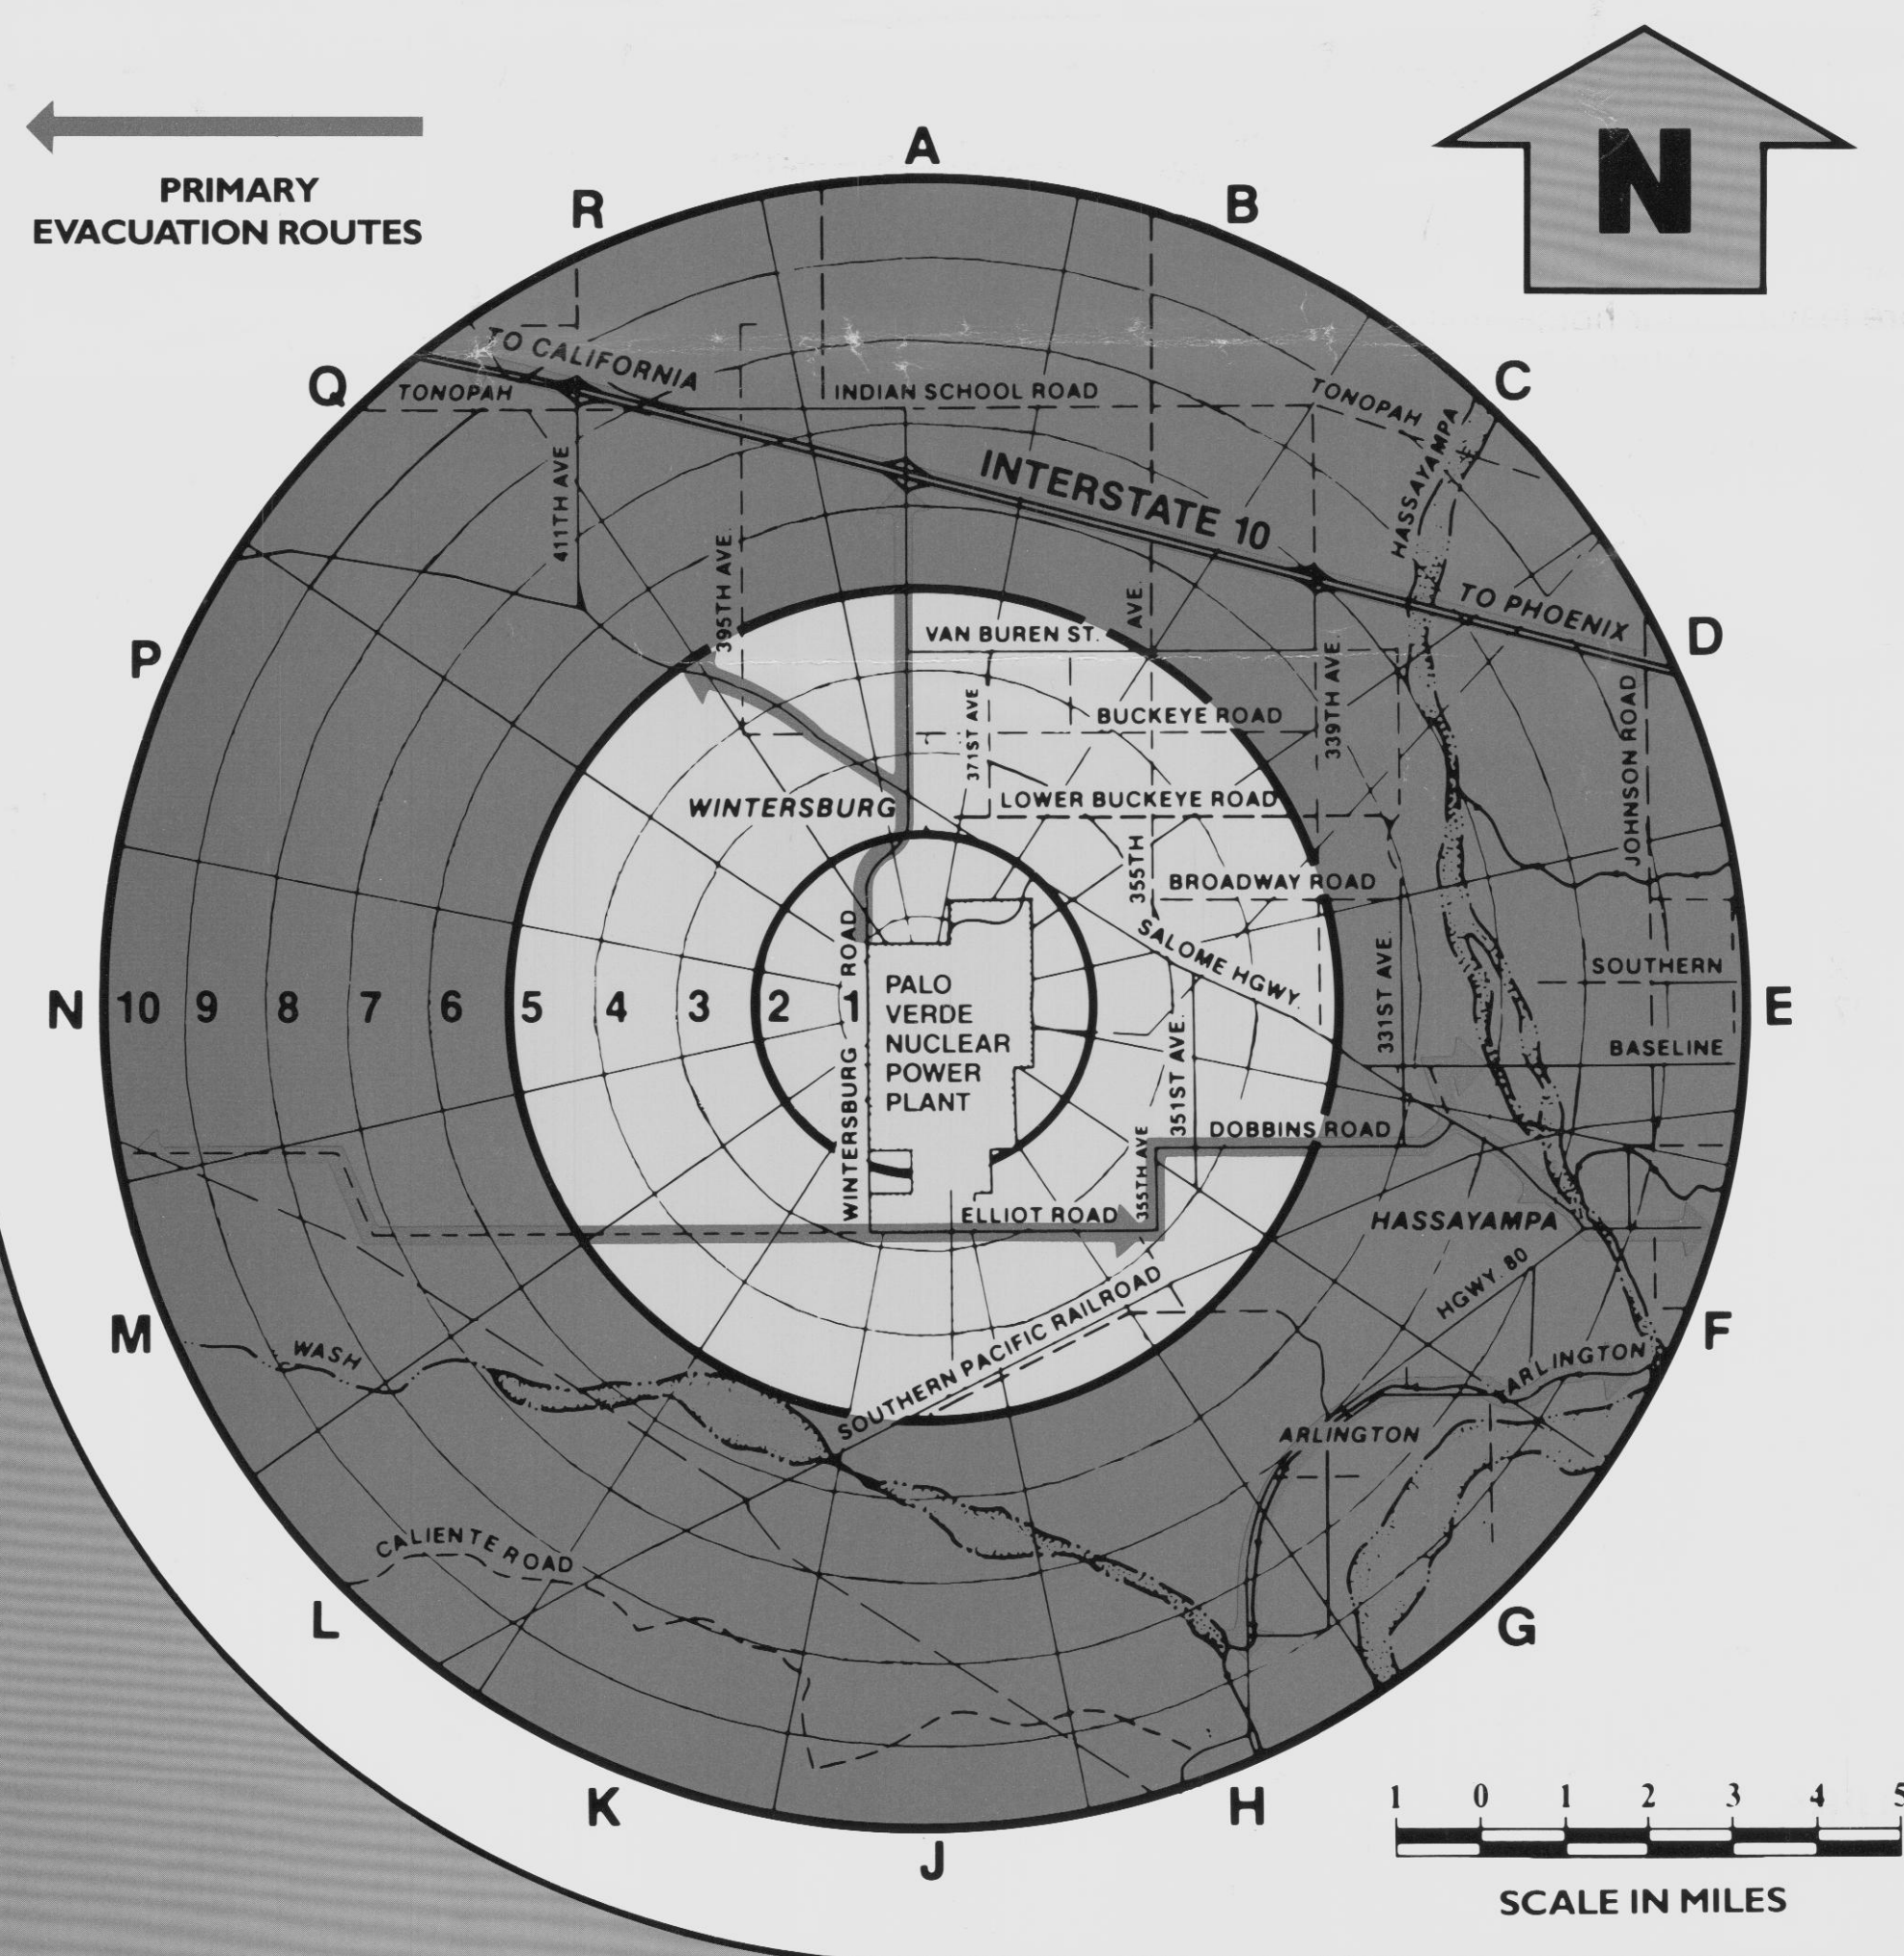 N
PRIMARY
EVACUATION ROUTES
A
R
B
Q
C
TO CALIFORNIA
TONOPAH
INDIAN SCHOOL ROAD
TONOPAH
HASSAYAMPA
411TH AVE
INTERSTATE 10
395TH AVE.
AVE.
TO PHOENIX
D
P
VAN BUREN ST.
371ST AVE
BUCKEYE ROAD
339TH AVE.
JOHNSON ROAD
WINTERSBURG
LOWER BUCKEYE ROAD
355TH
BROADWAY ROAD
SALOME HGWY.
331ST AVE.
SOUTHERN
N
10
9
8
7
6
5
4
3
2
1
WINTERSBURG ROAD
PALO
VERDE
NUCLEAR
POWER
PLANT
E
351ST AVE.
BASELINE
355TH AVE
DOBBINS ROAD
ELLIOT ROAD
HASSAYAMPA
M
WASH
SOUTHERN PACIFIC RAILROAD
HGWY. 80
F
ARLINGTON
ARLINGTON
CALIENTE ROAD
L
G
K
H
J
1 0 1 2 3 4 5
SCALE IN MILES